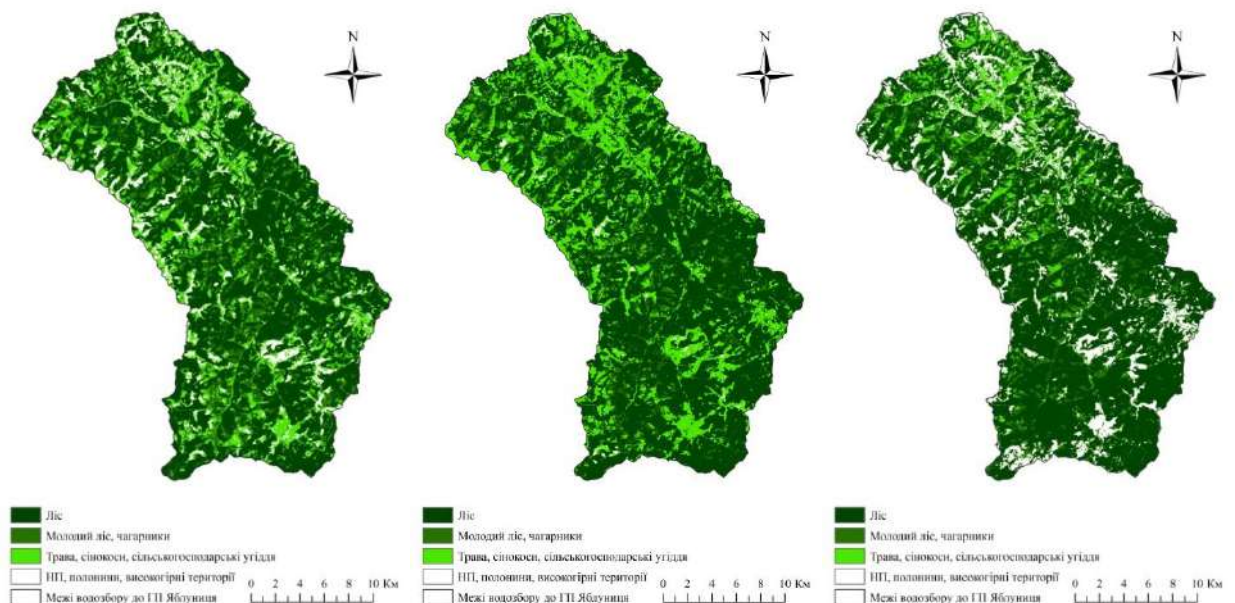 N
N
N
Ліс
Молодий ліс, чагарники
Трава, сінокоси, сільськогосподарські угіддя
НП, полонини, високогірні території
Межі водозбору до ГП Яблуниця
0 2 4 6 8 10 Км
Ліс
Молодий ліс, чагарники
Трава, сінокоси, сільськогосподарські угіддя
НП, полонини, високогірні території
Межі водозбору до ГП Яблуниця
0 2 4 6 8 10 Км
Ліс
Молодий ліс, чагарники
Трава, сінокоси, сільськогосподарські угіддя
НП, полонини, високогірні території
Межі водозбору до ГП Яблуниця
0 2 4 6 8 10 Км